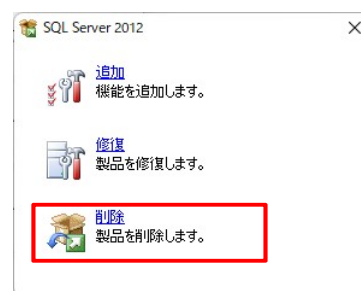 SQL Server 2012
追加
機能を追加します。
修復
製品を修復します。
削除
製品を削除します。